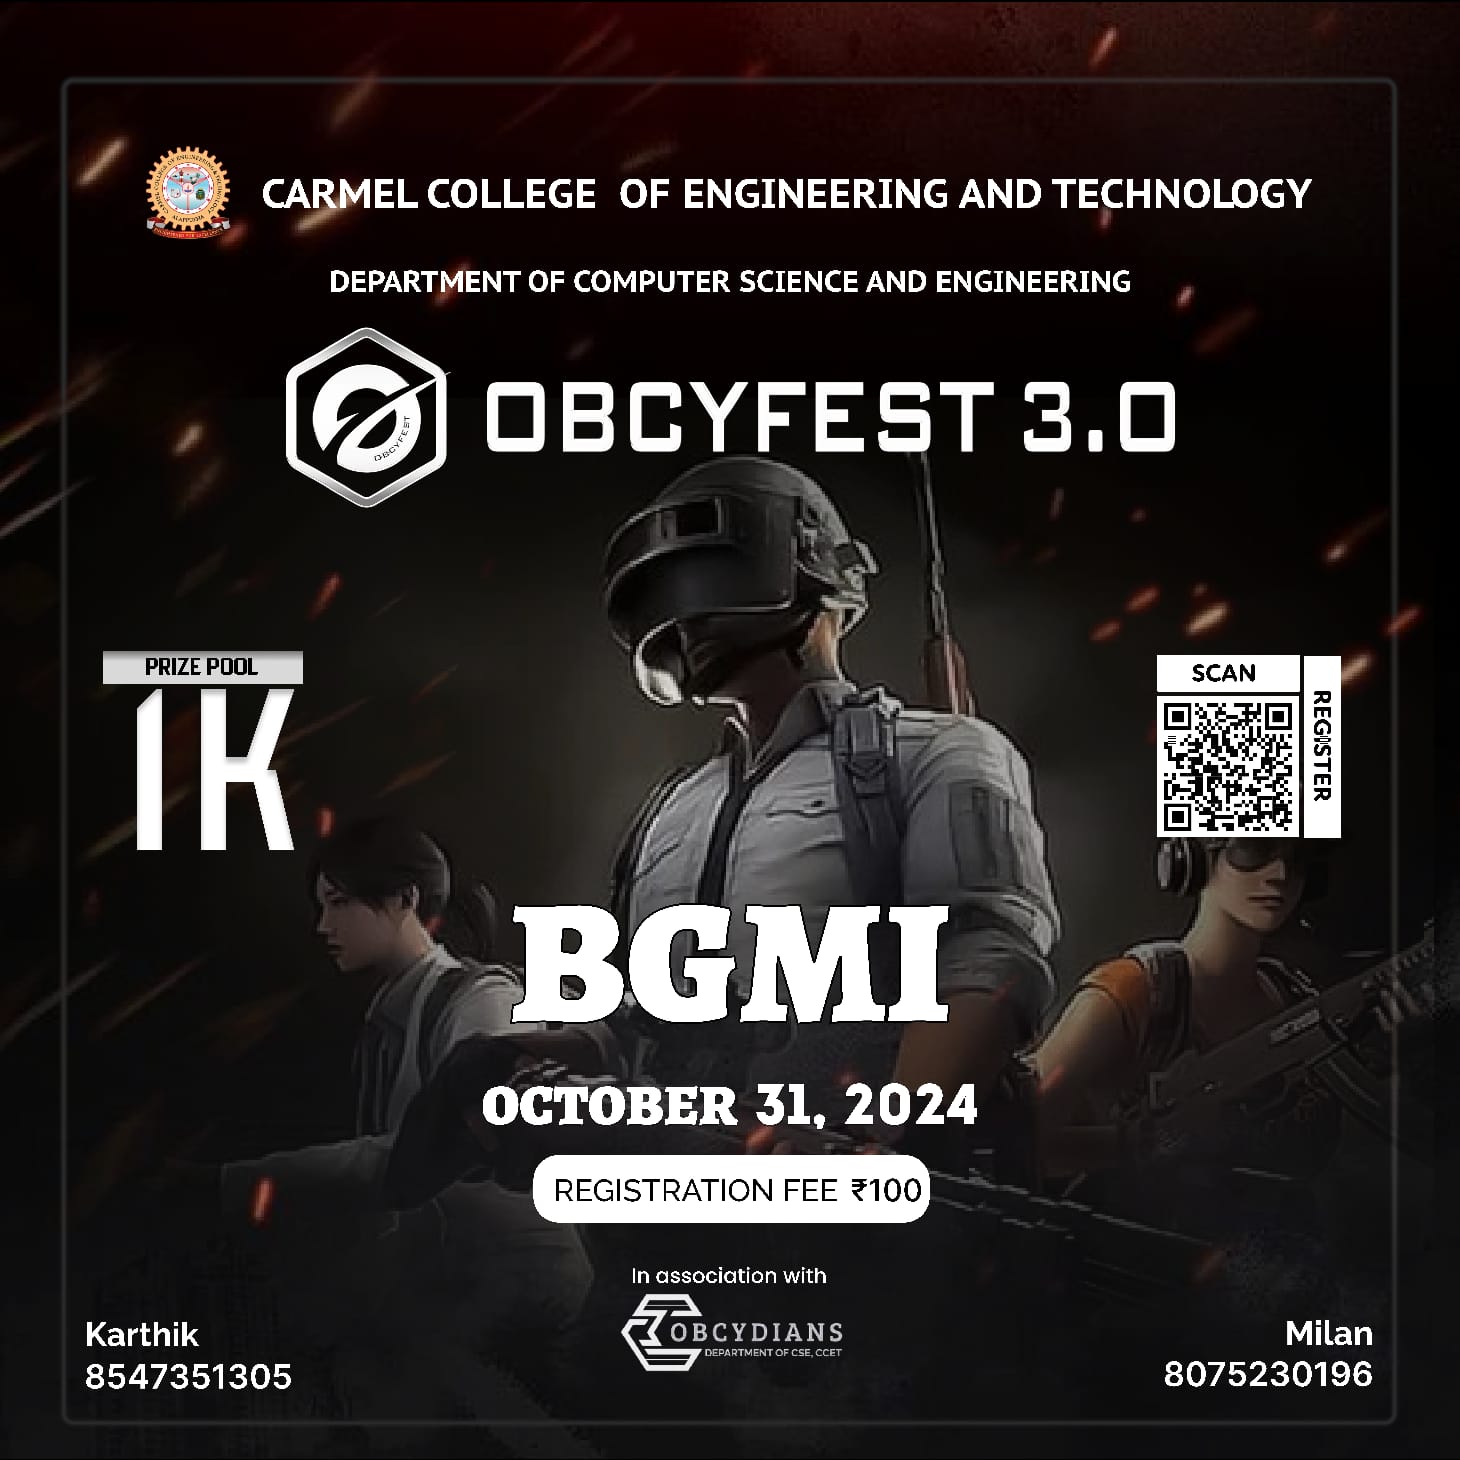 CARMEL COLLEGE OF ENGINEERING AND TECHNOLOGY
DEPARTMENT OF COMPUTER SCIENCE AND ENGINEERING
OBCYFEST
OBCYFEST 3.0
PRIZE POOL
1K
SCAN
REGISTER
BGMI
OCTOBER 31, 2024
REGISTRATION FEE ₹100
In association with
OBCYDIANS
DEPARTMENT OF CSE, CCET
Karthik
8547351305
Milan
8075230196